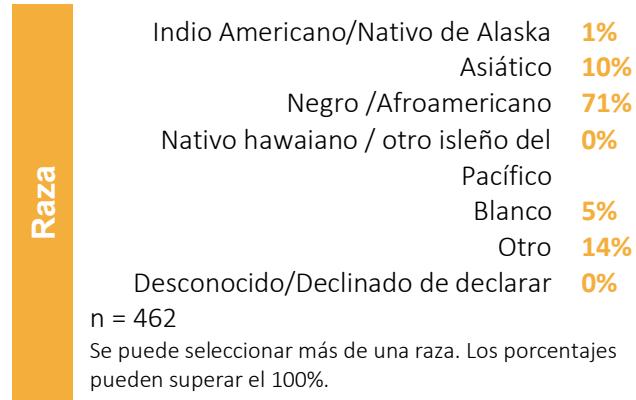 Raza
Indio Americano/Nativo de Alaska 1%
Asiático 10%
Negro /Afroamericano 71%
Nativo hawaiano / otro isleño del 0%
Pacífico
Blanco 5%
Otro 14%
Desconocido/Declinado de declarar 0%
n = 462
Se puede seleccionar más de una raza. Los porcentajes
pueden superar el 100%.